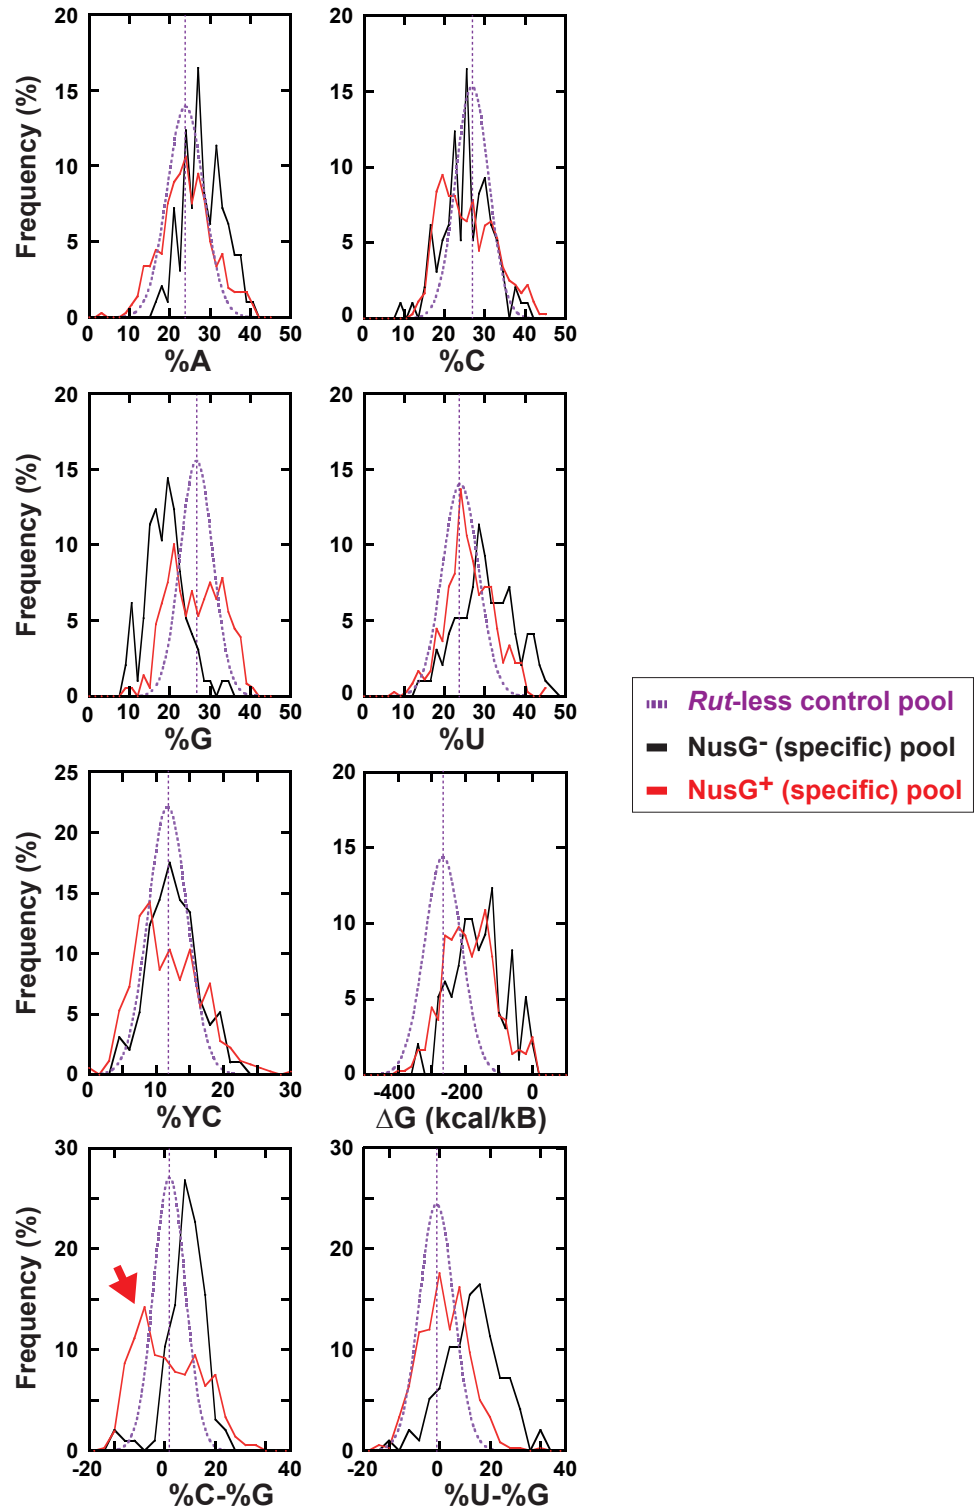 20
15
10
5
0
Frequency (%)
0 10 20 30 40 50
%A
20
15
10
5
0
0 10 20 30 40 50
%C
20
15
10
5
0
Frequency (%)
0 10 20 30 40 50
%G
20
15
10
5
0
0 10 20 30 40 50
%U
Rut-less control pool
NusG- (specific) pool
NusG+ (specific) pool
25
20
15
10
5
0
Frequency (%)
0 10 20 30
%YC
20
15
10
5
0
-400 -200 0
ΔG (kcal/kB)
30
20
10
0
Frequency (%)
-20 0 20 40
%C-%G
30
20
10
0
-20 0 20 40
%U-%G